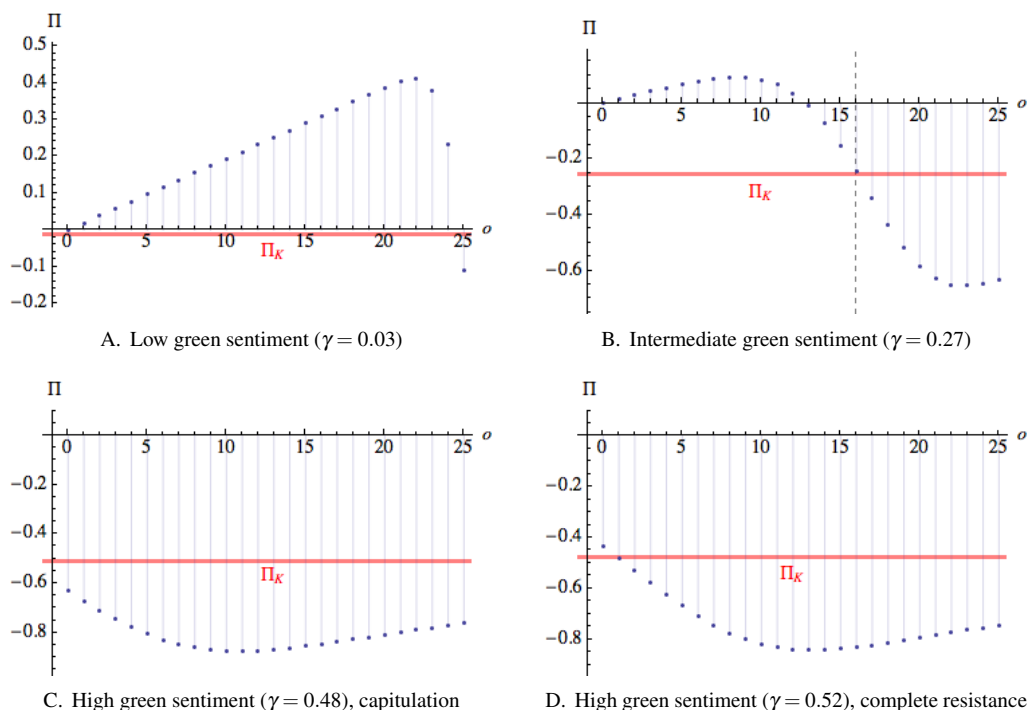 Π
0.5
0.4
0.3
0.2
0.1
0 5 10 15 20 25 o
Π_K
−0.1
−0.2
A. Low green sentiment (γ = 0.03)
Π
0 5 10 15 20 25 o
−0.2
Π_K
−0.4
−0.6
B. Intermediate green sentiment (γ = 0.27)
Π
0 5 10 15 20 25 o
−0.2
−0.4
Π_K
−0.6
−0.8
C. High green sentiment (γ = 0.48), capitulation
Π
0 5 10 15 20 25 o
−0.2
−0.4
Π_K
−0.6
−0.8
D. High green sentiment (γ = 0.52), complete resistance